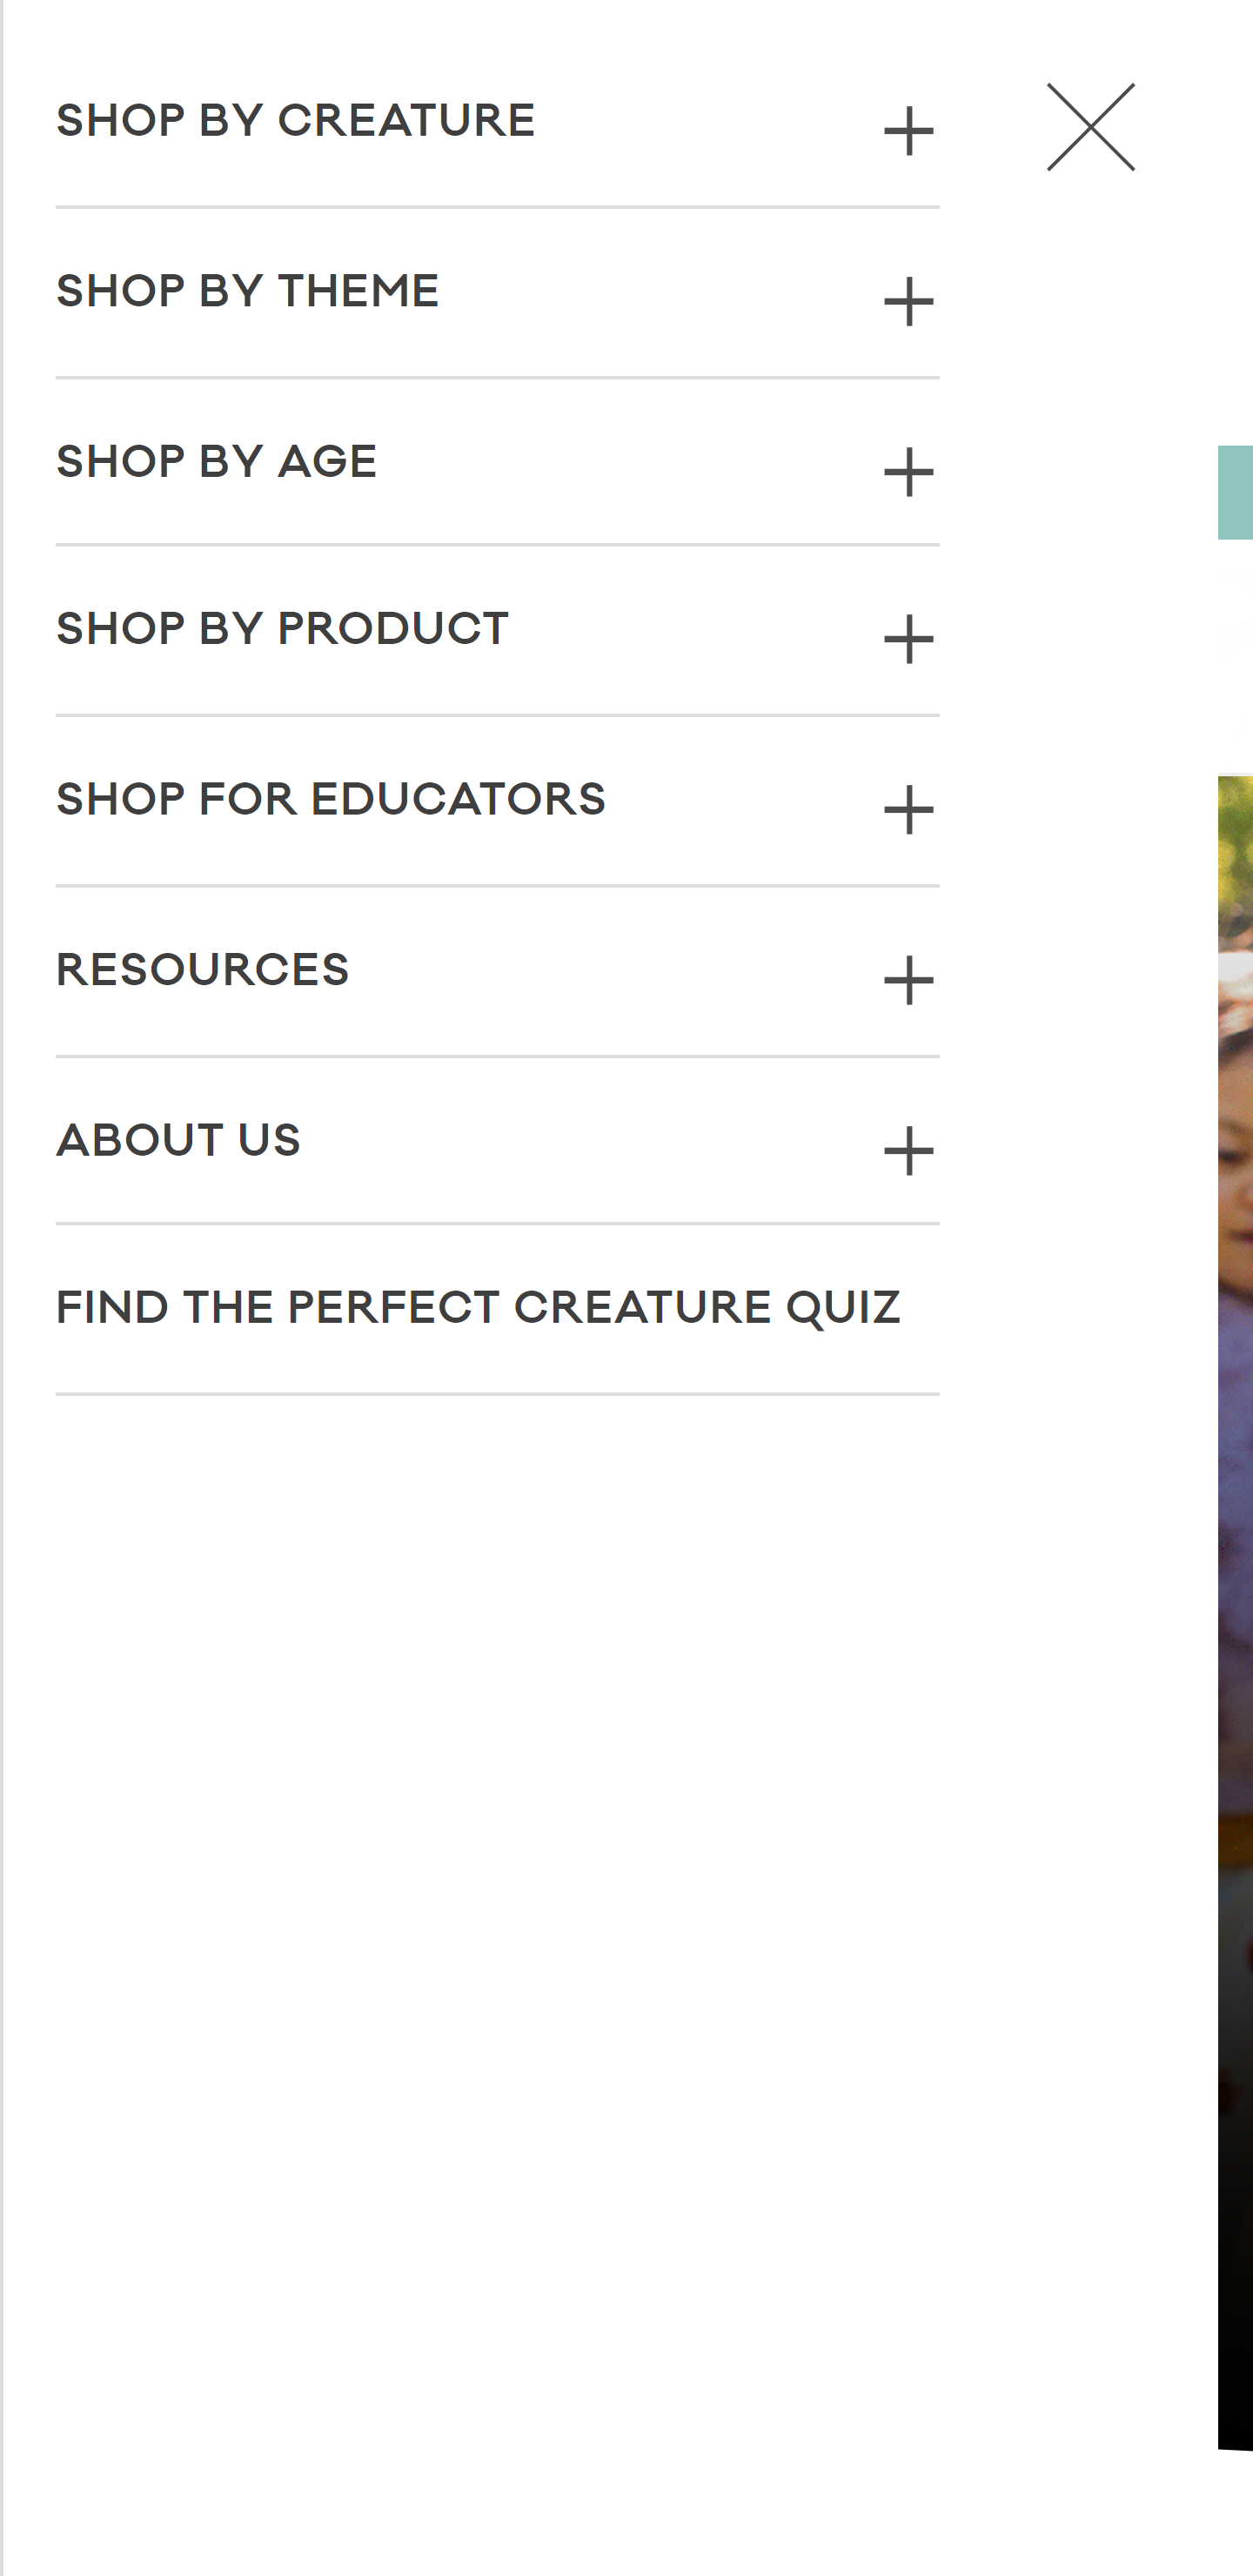 SHOP BY CREATURE
SHOP BY THEME
SHOP BY AGE
SHOP BY PRODUCT
SHOP FOR EDUCATORS
RESOURCES
ABOUT US
FIND THE PERFECT CREATURE QUIZ